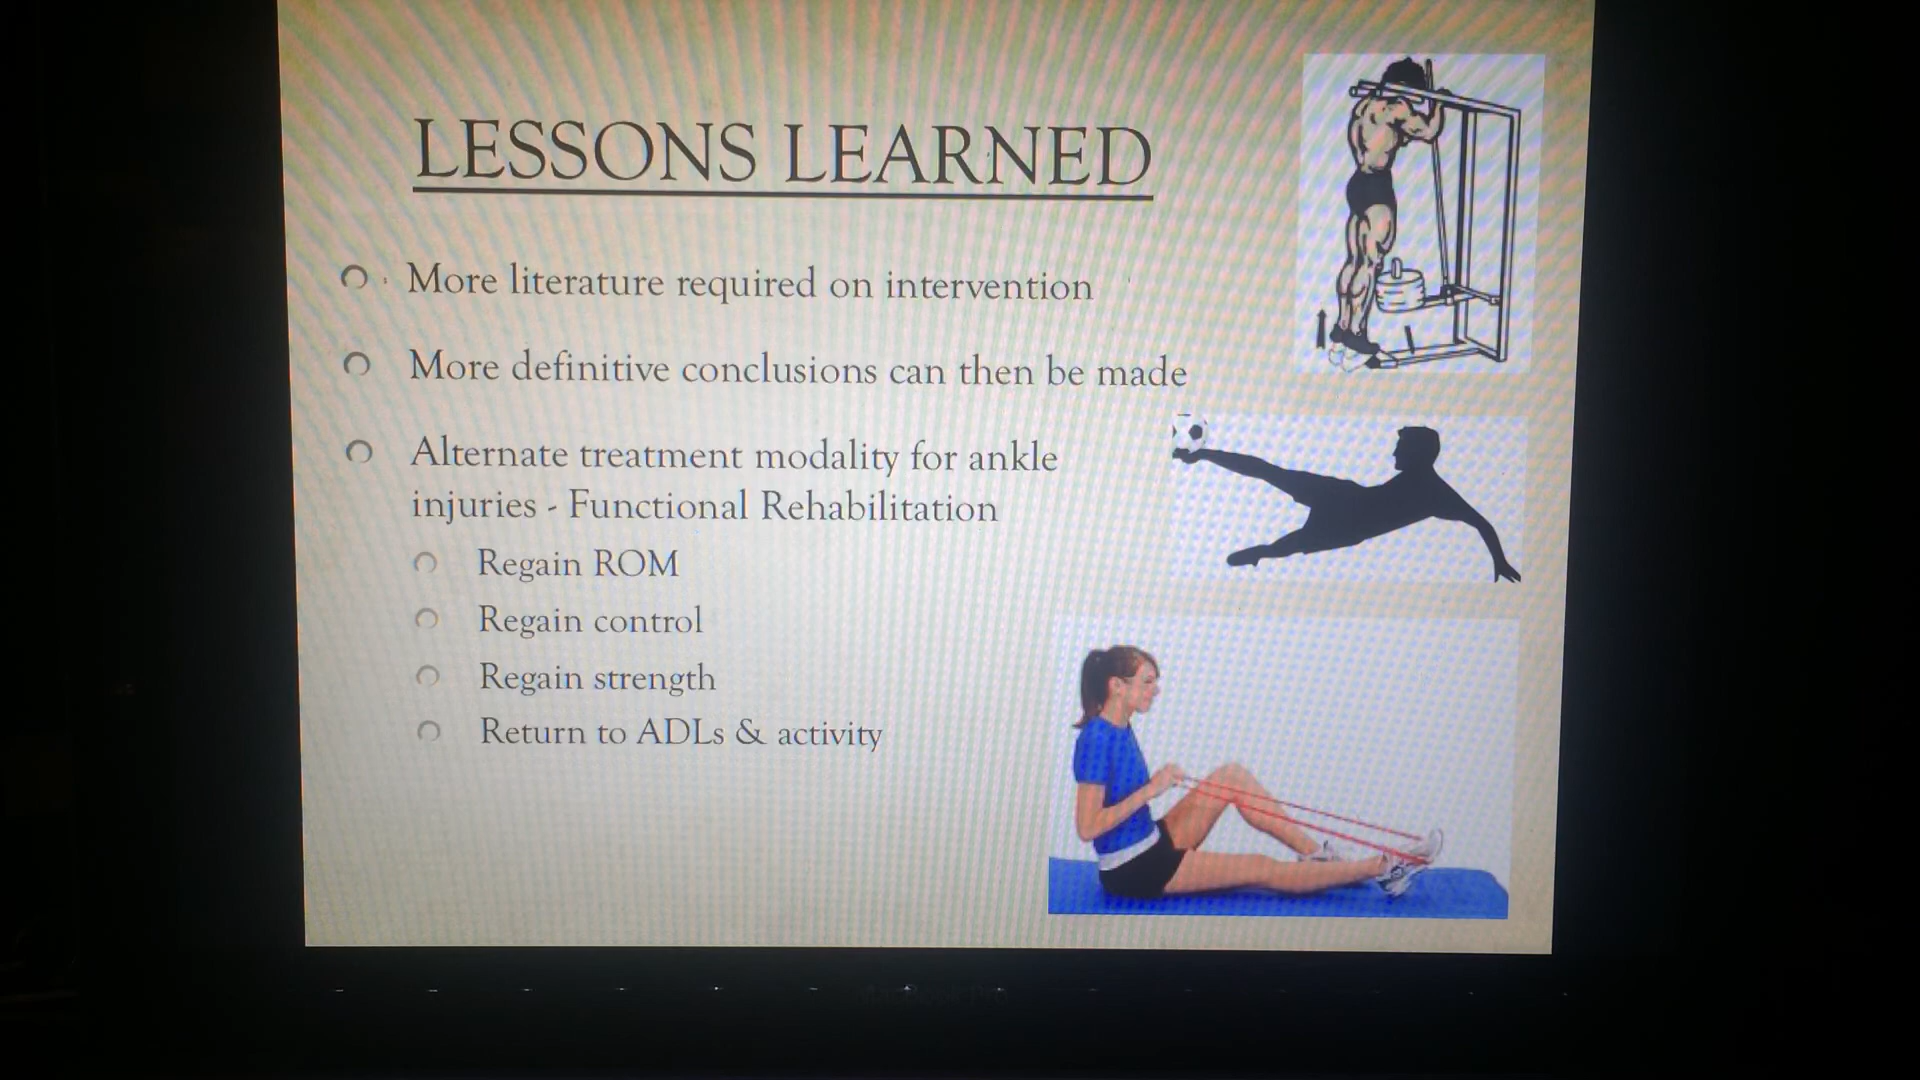 LESSONS LEARNED
More literature required on intervention
More definitive conclusions can then be made
Alternate treatment modality for ankle
injuries - Functional Rehabilitation
Regain ROM
Regain control
Regain strength
Return to ADLs & activity